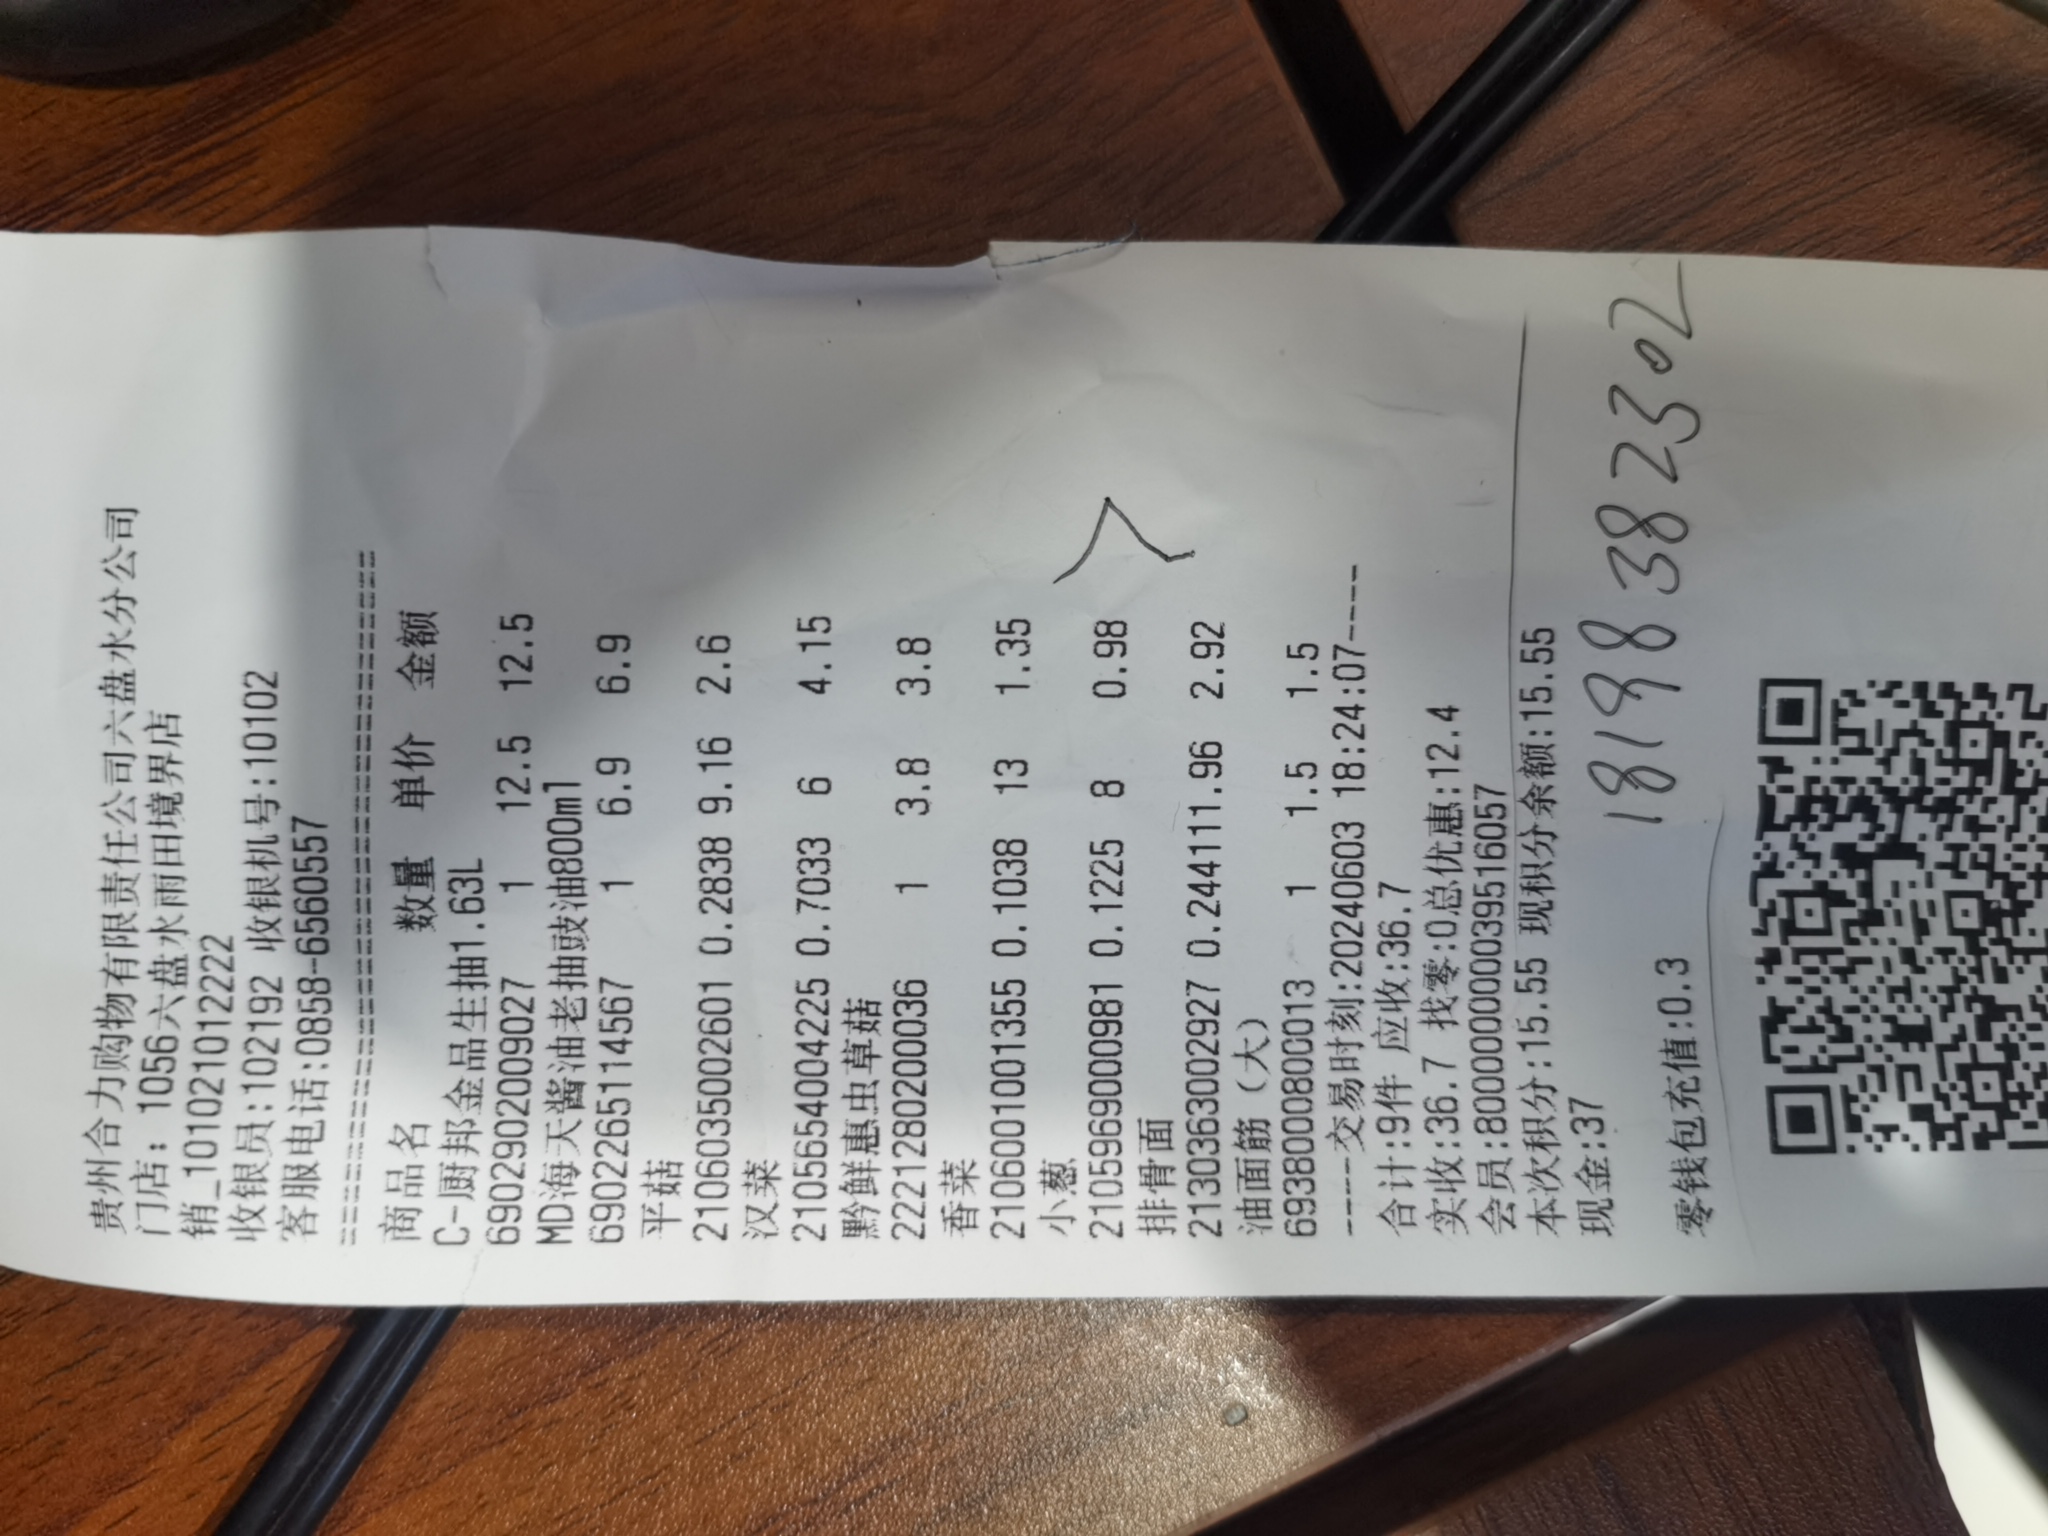 贵州合力购物有限责任公司六盘水分公司
门店: 1056六盘水雨田境界店
销_101021012222
收银员:102192 收银机号:10102
客服电话:0858-6560557
================================
商品名 数量 单价 金额
C-厨邦金品生抽1.63L
6902902009027 1 12.5 12.5
MD海天酱油老抽豉油800ml
6902265114567 1 6.9 6.9
平菇
2106035002601 0.2838 9.16 2.6
汉菜
2105654004225 0.7033 6 4.15
黔鲜惠虫草菇
2221280200036 1 3.8 3.8
香菜
2106001001355 0.1038 13 1.35
小葱
2105969000981 0.1225 8 0.98
排骨面
2130363002927 0.244111.96 2.92
油面筋（大）
6938000800013 1 1.5 1.5
----交易时刻:20240603 18:24:07----
合计:9件 应收:36.7
实收:36.7 找零:0总优惠:12.4
会员:8000000039516057
本次积分:15.55 现积分余额:15.55
现金:37
18198382302
零钱包充值:0.3